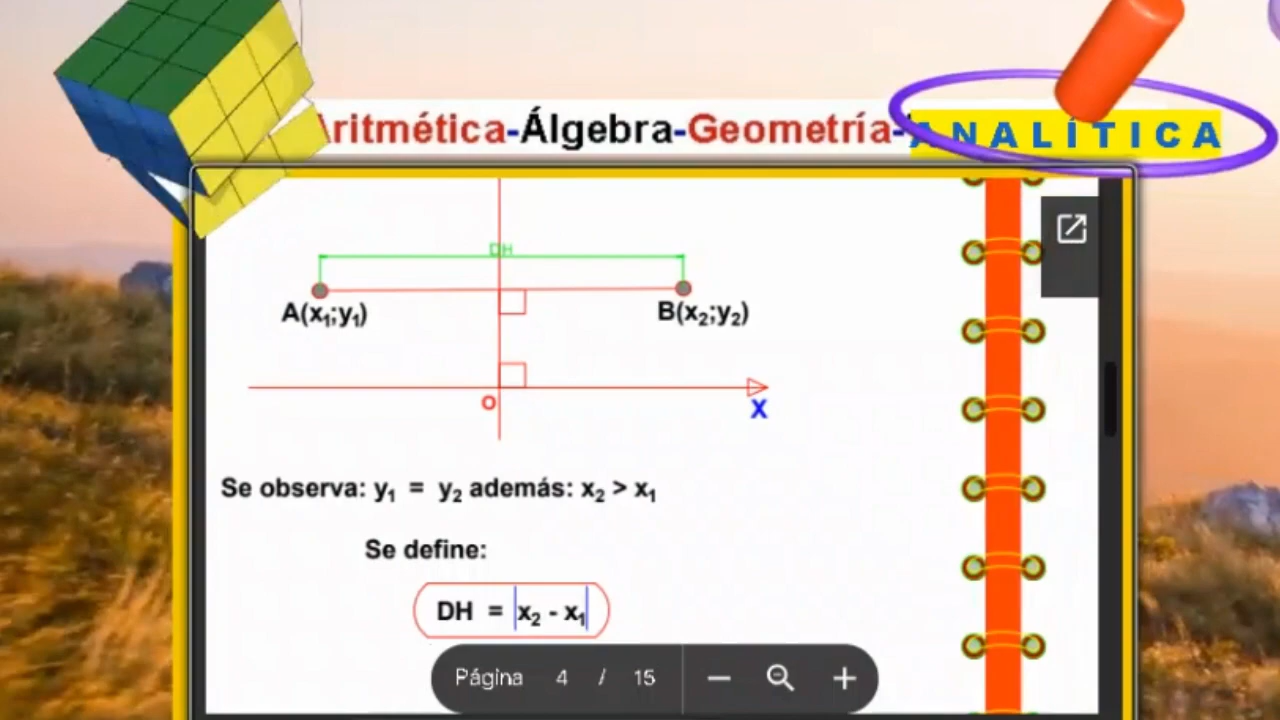 Aritmética-Álgebra-Geometría-
ANALÍTICA
DH
A(x₁;y₁)
B(x₂;y₂)
O
X
Se observa: y₁ = y₂ además: x₂ > x₁
Se define:
DH = |x₂ - x₁|
Página 4 / 15